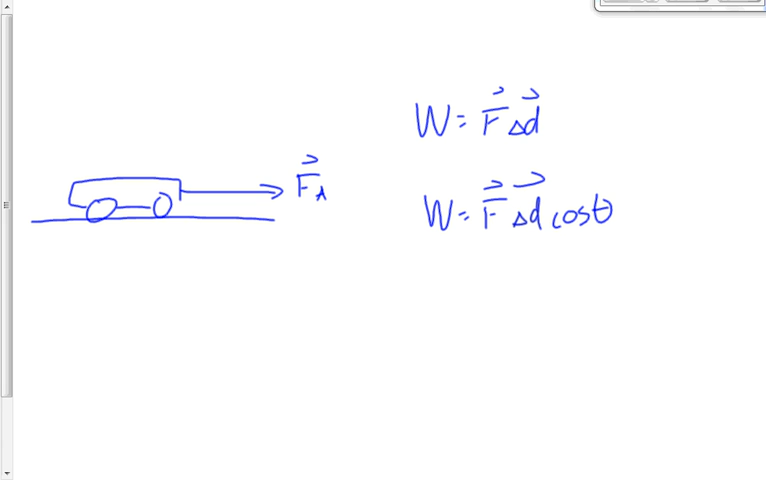 W = F⃗ Δd⃗
F⃗A
W = F⃗ Δd⃗ cosθ